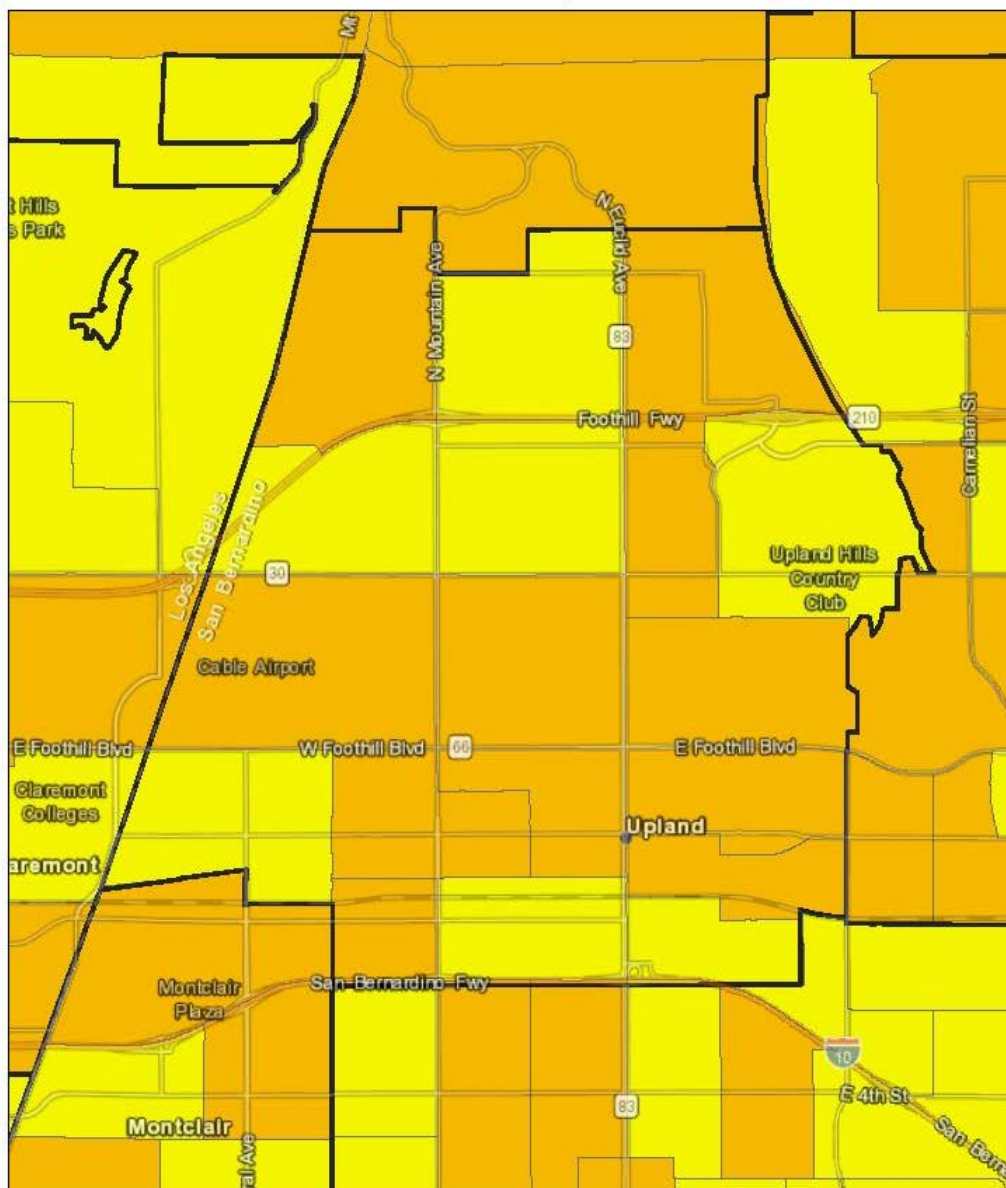 Mt
t Hills
s Park
N Euclid Ave
N Mountain Ave
83
Foothill Fwy
210
Carnelian St
Los Angeles
San Bernardino
30
Upland Hills
Country
Club
Cable Airport
E Foothill Blvd
W Foothill Blvd
66
E Foothill Blvd
Claremont
Colleges
Upland
aremont
San Bernardino Fwy
Montclair
Plaza
10
E 4th St
83
Montclair
ral Ave
San Berna